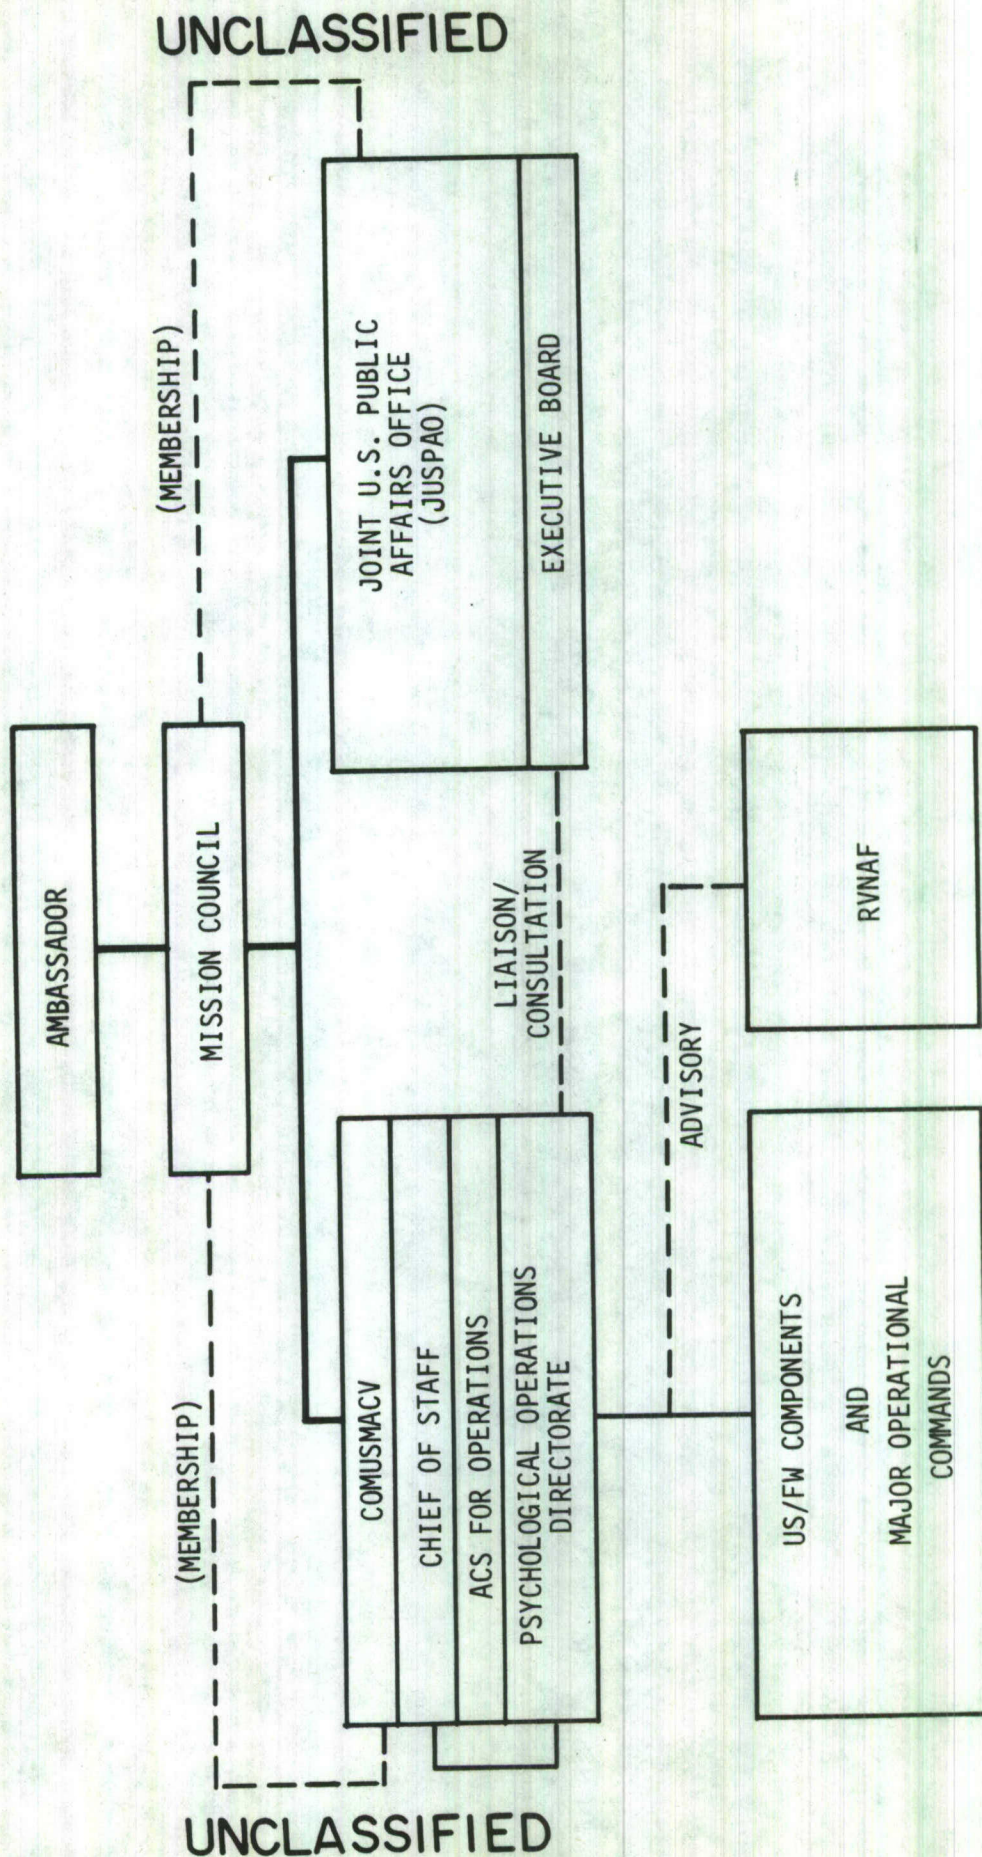 UNCLASSIFIED
AMBASSADOR
MISSION COUNCIL
(MEMBERSHIP)
(MEMBERSHIP)
COMUSMACV
CHIEF OF STAFF
ACS FOR OPERATIONS
PSYCHOLOGICAL OPERATIONS
DIRECTORATE
LIAISON/
CONSULTATION
JOINT U.S. PUBLIC
AFFAIRS OFFICE
(JUSPAO)
EXECUTIVE BOARD
ADVISORY
US/FW COMPONENTS
AND
MAJOR OPERATIONAL
COMMANDS
RVNAF
UNCLASSIFIED